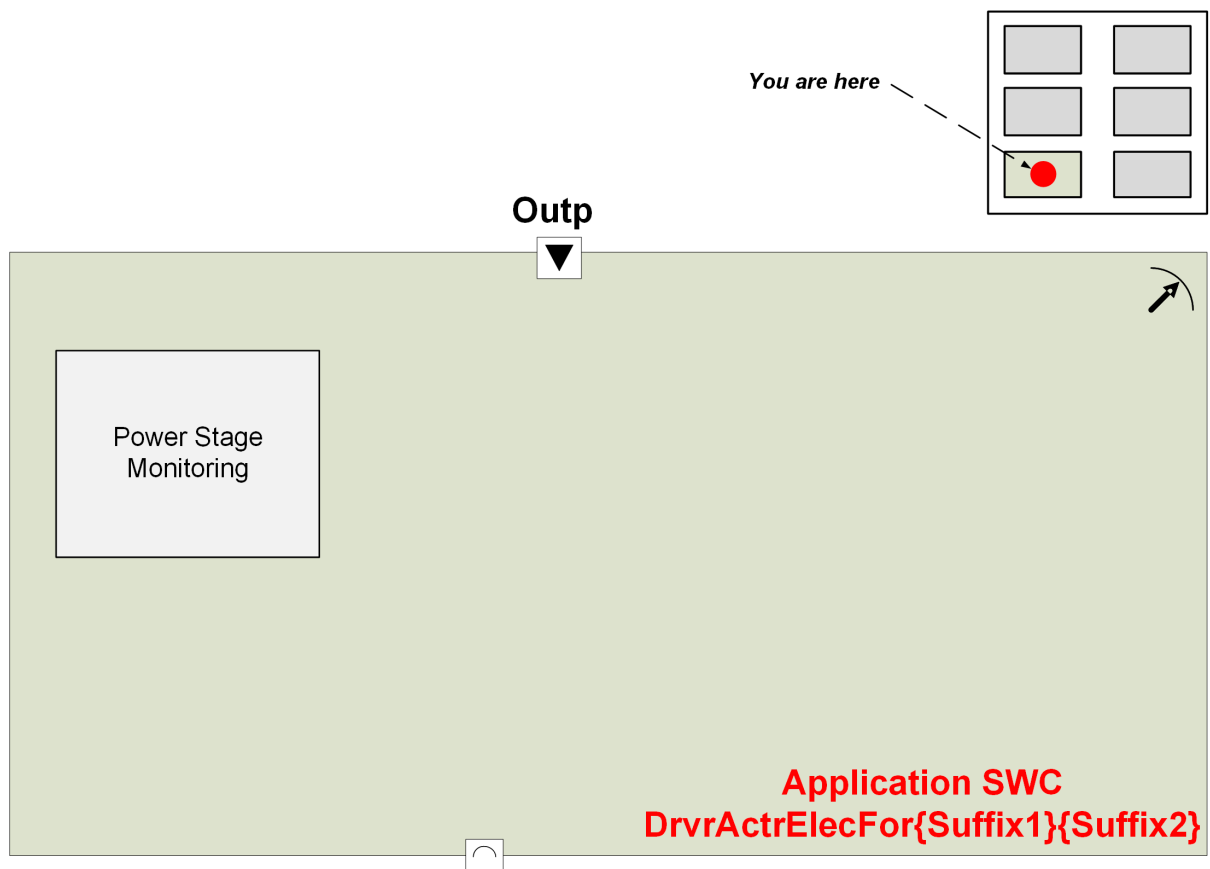 You are here
Outp
Power Stage
Monitoring
Application SWC
DrvrActrElecFor{Suffix1}{Suffix2}